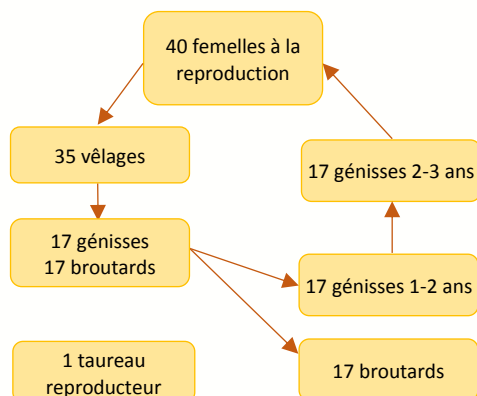 40 femelles à la
reproduction
35 vêlages
17 génisses 2-3 ans
17 génisses
17 broutards
17 génisses 1-2 ans
1 taureau
reproducteur
17 broutards